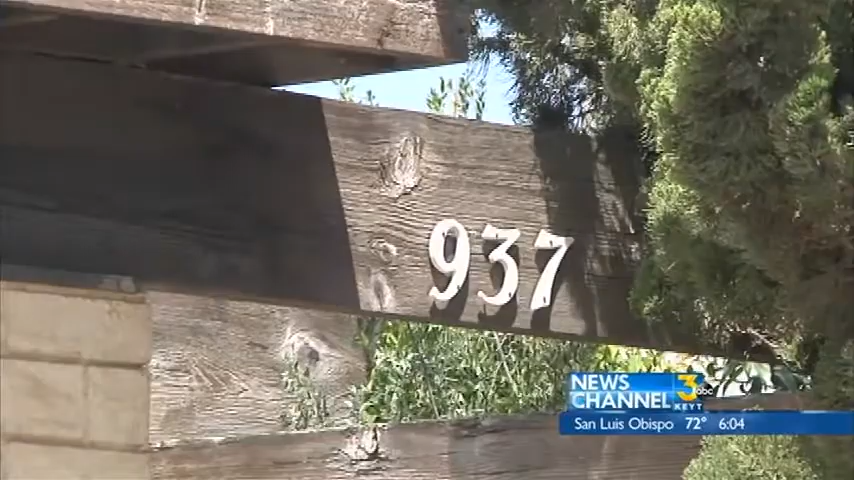 937
NEWS
CHANNEL 3 abc
KEYT
San Luis Obispo 72° 6:04